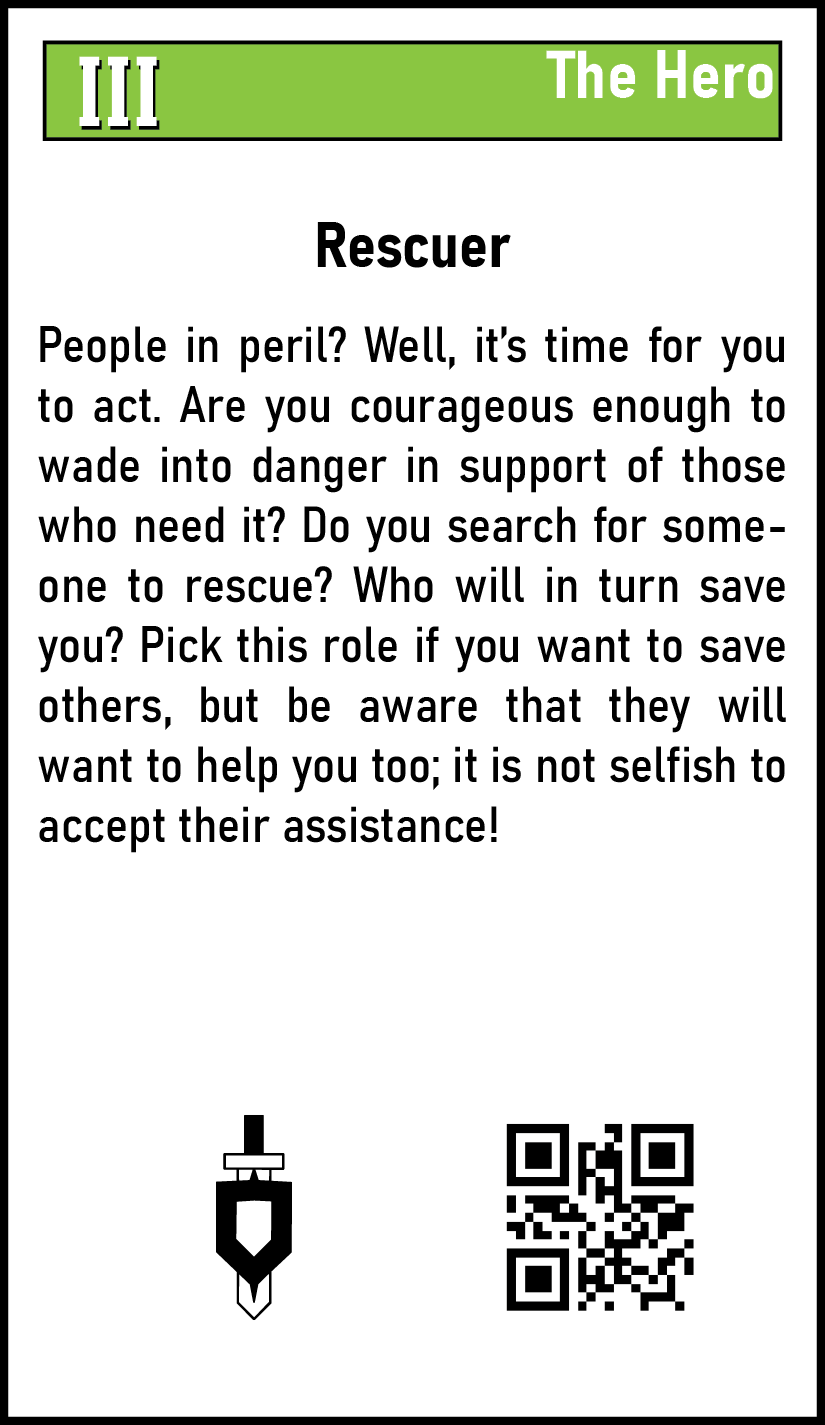 III
The Hero
Rescuer
People in peril? Well, it’s time for you
to act. Are you courageous enough to
wade into danger in support of those
who need it? Do you search for some-
one to rescue? Who will in turn save
you? Pick this role if you want to save
others, but be aware that they will
want to help you too; it is not selfish to
accept their assistance!